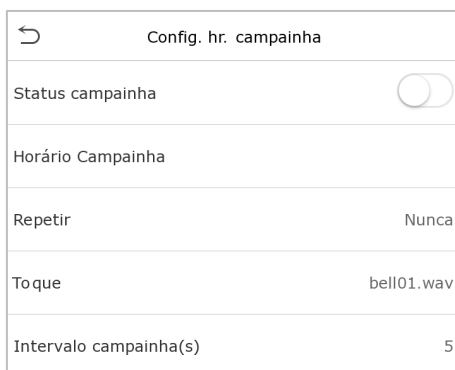 Config. hr. campainha
Status campainha
Horário Campainha
Repetir Nunca
Toque bell01.wav
Intervalo campainha(s) 5